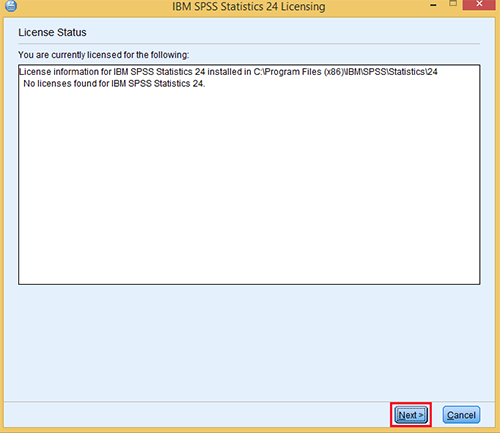 IBM SPSS Statistics 24 Licensing
License Status
You are currently licensed for the following:
License information for IBM SPSS Statistics 24 installed in C:\Program Files (x86)\IBM\SPSS\Statistics\24
No licenses found for IBM SPSS Statistics 24.
Next >
Cancel